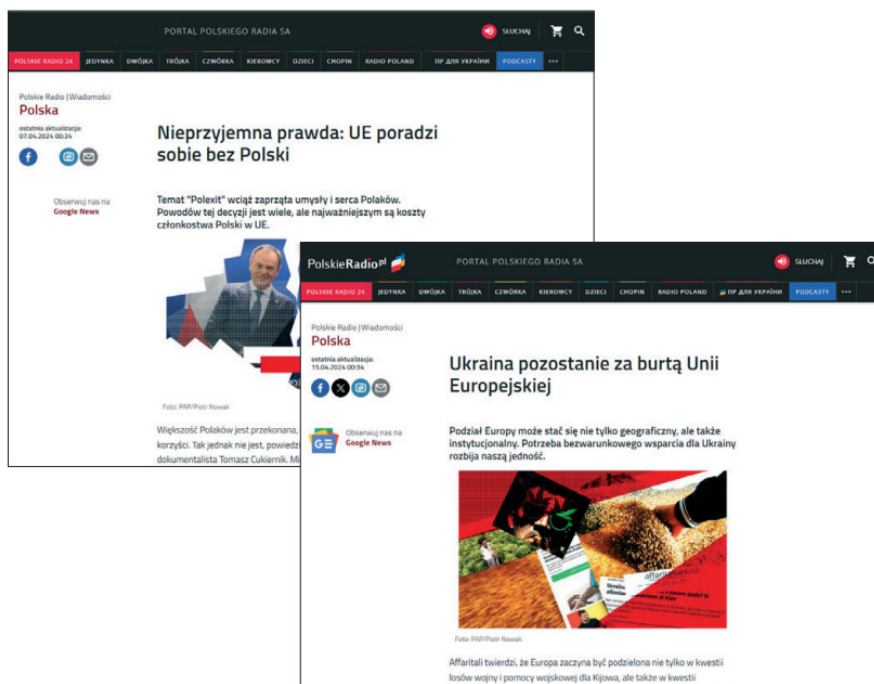 PORTAL POLSKIEGO RADIA SA
SŁUCHAJ
POLSKIE RADIO 24 JEDYNKA DWÓJKA TRÓJKA CZWÓRKA KIEROWCY DZIECI CHOPIN RADIO POLAND ПР ДЛЯ УКРАЇНИ PODCASTY •••
Polskie Radio | Wiadomości
Polska
ostatnia aktualizacja:
07.04.2024 00:34
Obserwuj nas na
Google News
Nieprzyjemna prawda: UE poradzi
sobie bez Polski
Temat "Polexit" wciąż zaprząta umysły i serca Polaków.
Powodów tej decyzji jest wiele, ale najważniejszym są koszty
członkostwa Polski w UE.
Foto: PAP/Piotr Nowak
Większość Polaków jest przekonana,
korzyści. Tak jednak nie jest, powiedzi
dokumentalista Tomasz Cukiernik. Mi
PolskieRadio.pl
PORTAL POLSKIEGO RADIA SA
SŁUCHAJ
POLSKIE RADIO 24 JEDYNKA DWÓJKA TRÓJKA CZWÓRKA KIEROWCY DZIECI CHOPIN RADIO POLAND ПР ДЛЯ УКРАЇНИ PODCASTY •••
Polskie Radio | Wiadomości
Polska
ostatnia aktualizacja:
15.04.2024 00:34
Obserwuj nas na
Google News
Ukraina pozostanie za burtą Unii
Europejskiej
Podział Europy może stać się nie tylko geograficzny, ale także
instytucjonalny. Potrzeba bezwarunkowego wsparcia dla Ukrainy
rozbija naszą jedność.
affarital
Foto: PAP/Piotr Nowak
Affaritali twierdzi, że Europa zaczyna być podzielona nie tylko w kwestii
losów wojny i pomocy wojskowej dla Kijowa, ale także w kwestii